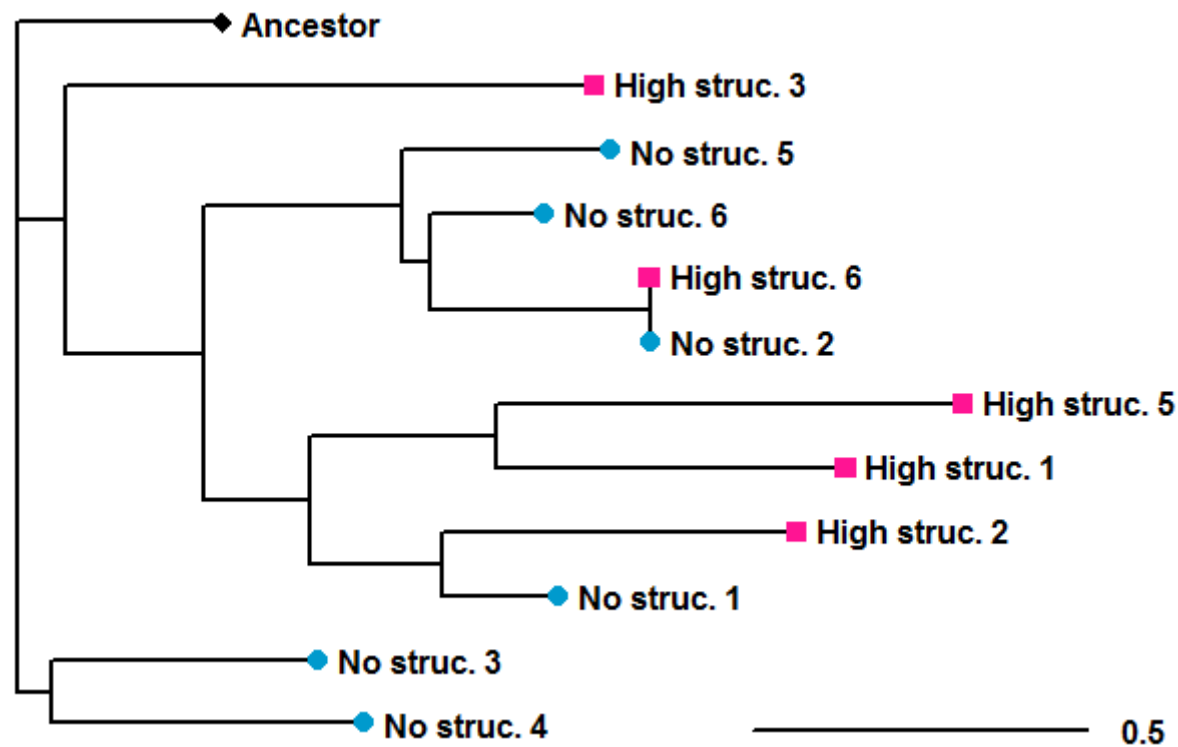 Ancestor
High struc. 3
No struc. 5
No struc. 6
High struc. 6
No struc. 2
High struc. 5
High struc. 1
High struc. 2
No struc. 1
No struc. 3
No struc. 4
0.5